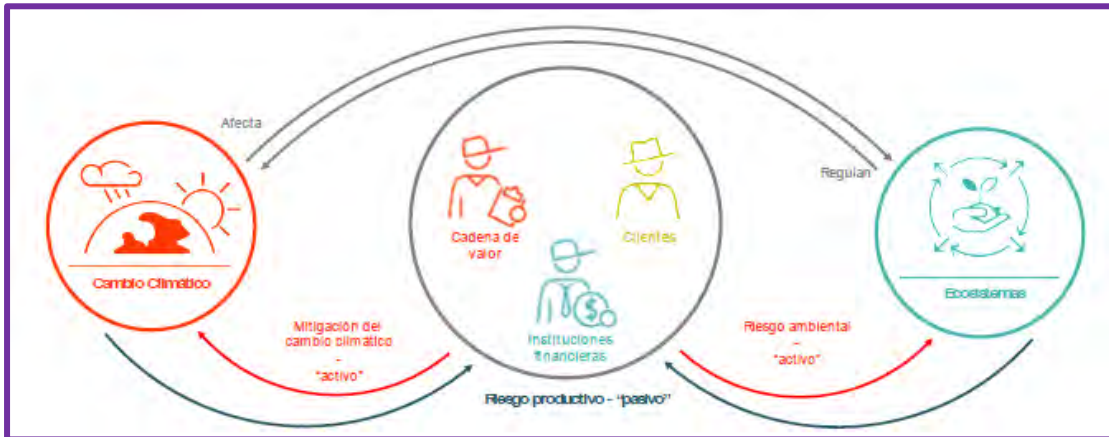 Afecta
Regulan
Cadena de
valor
Clientes
Cambio Climático
Ecosistemas
Instituciones
financieras
Mitigación del
cambio climático
–
"activo"
Riesgo ambiental
–
"activo"
Riesgo productivo - "pasivo"
$